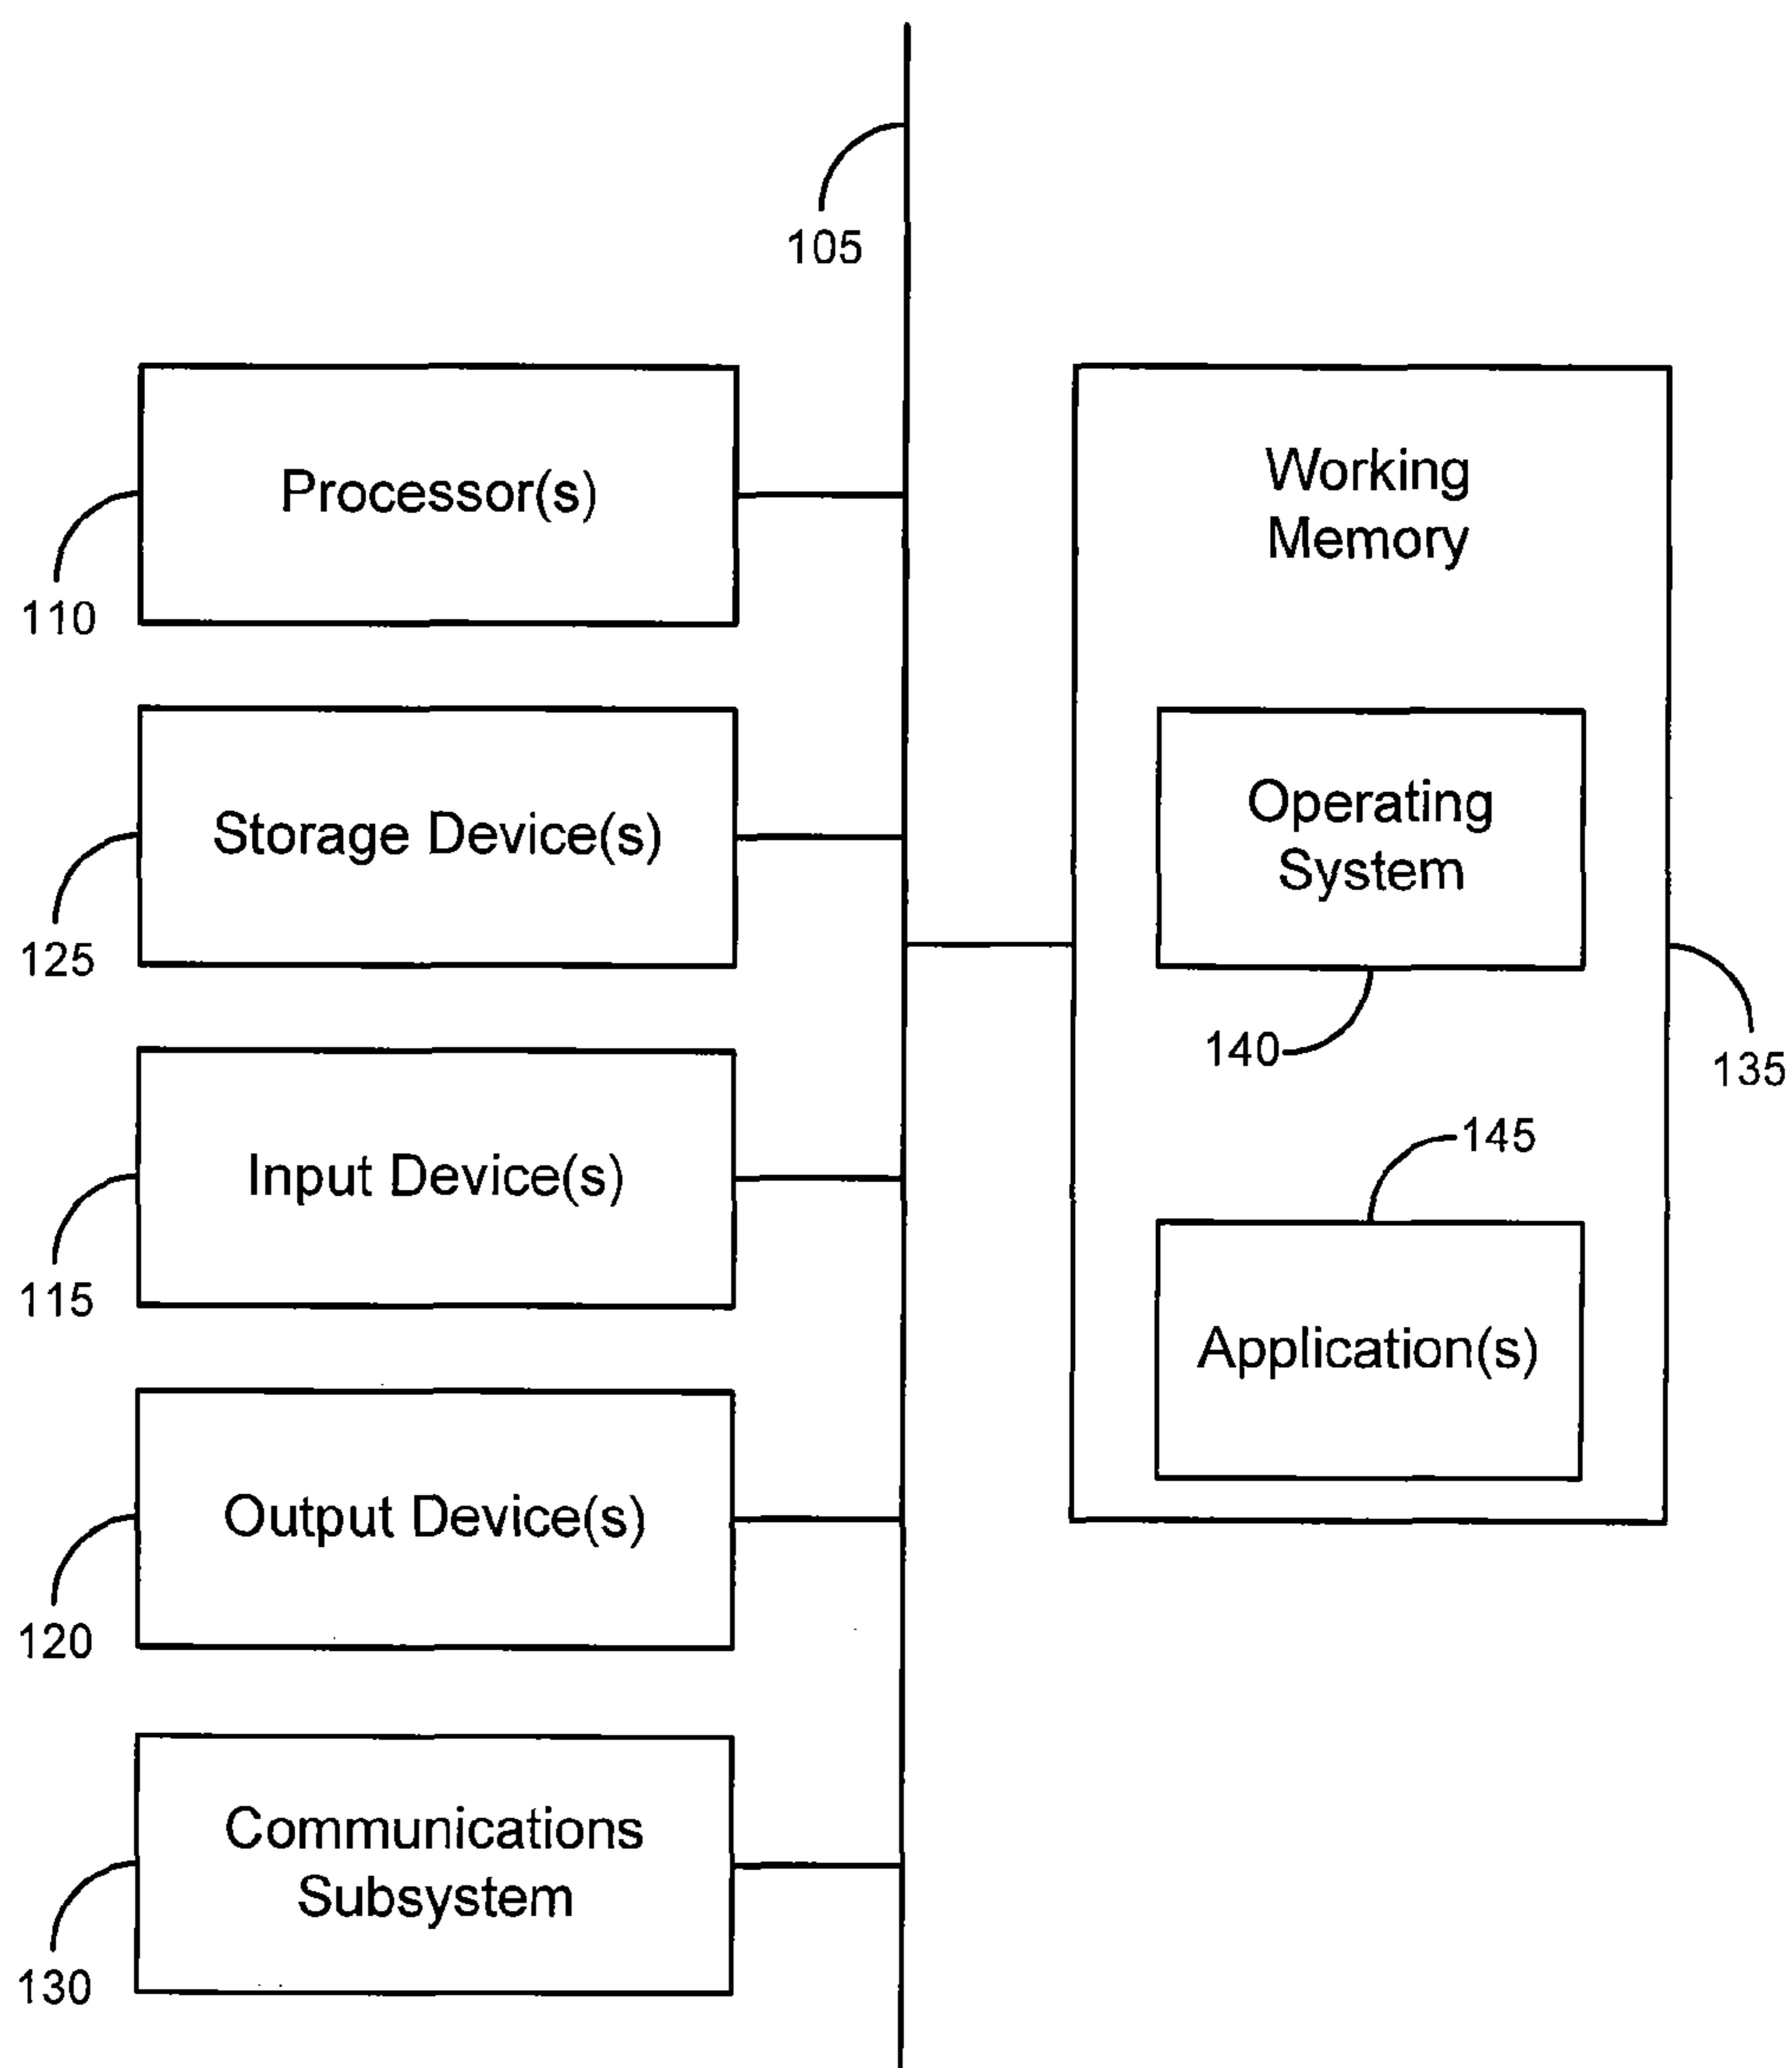 105
Processor(s)
110
Storage Device(s)
125
Input Device(s)
115
Output Device(s)
120
Communications
Subsystem
130
Working
Memory
Operating
System
140
135
145
Application(s)